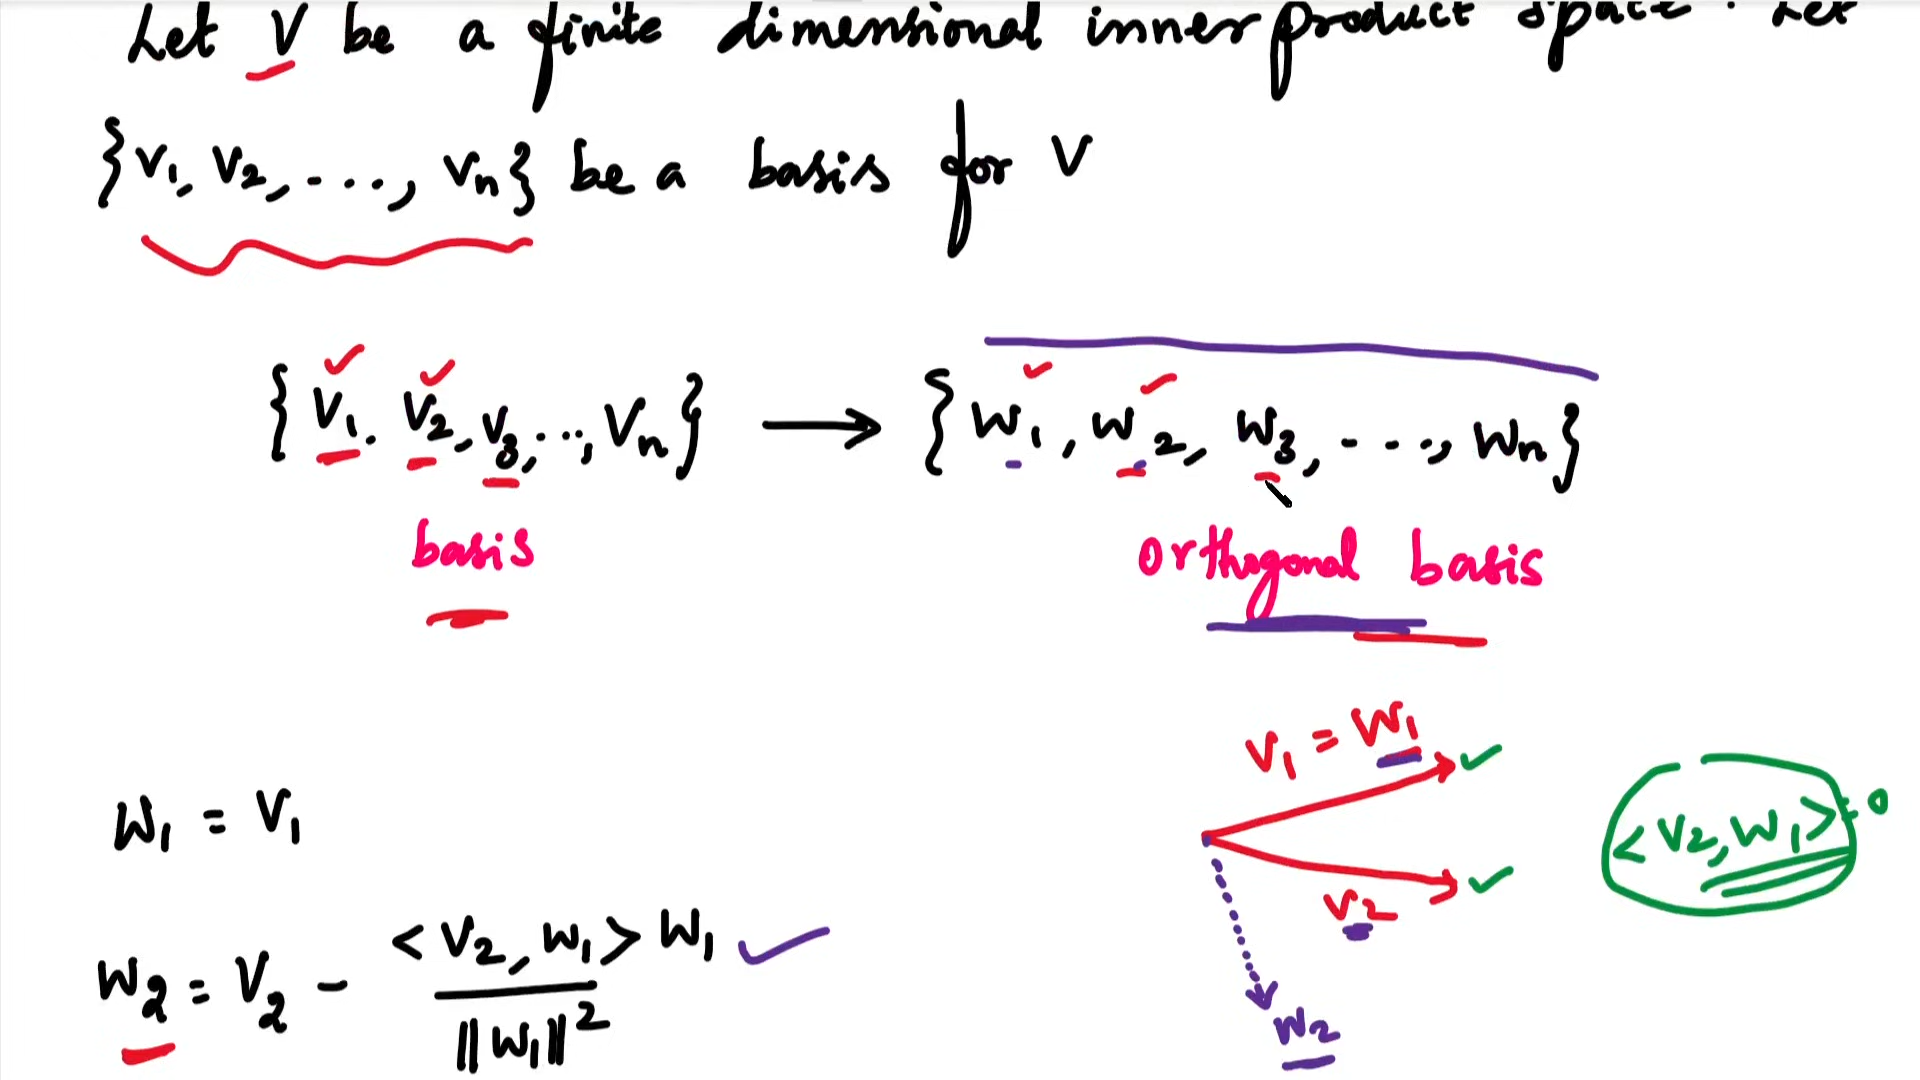 Let V be a finite dimensional inner product space. Let
{v1, v2, ...., vn} be a basis for V
{v1. v2, v3, .., vn} → {w1, w2, w3, ...., wn}
basis
orthogonal basis
v1 = w1
w1 = v1
<v2, w1> = 0
v2
w2 = v2 - <v2, w1> w1
||w1||²
w2